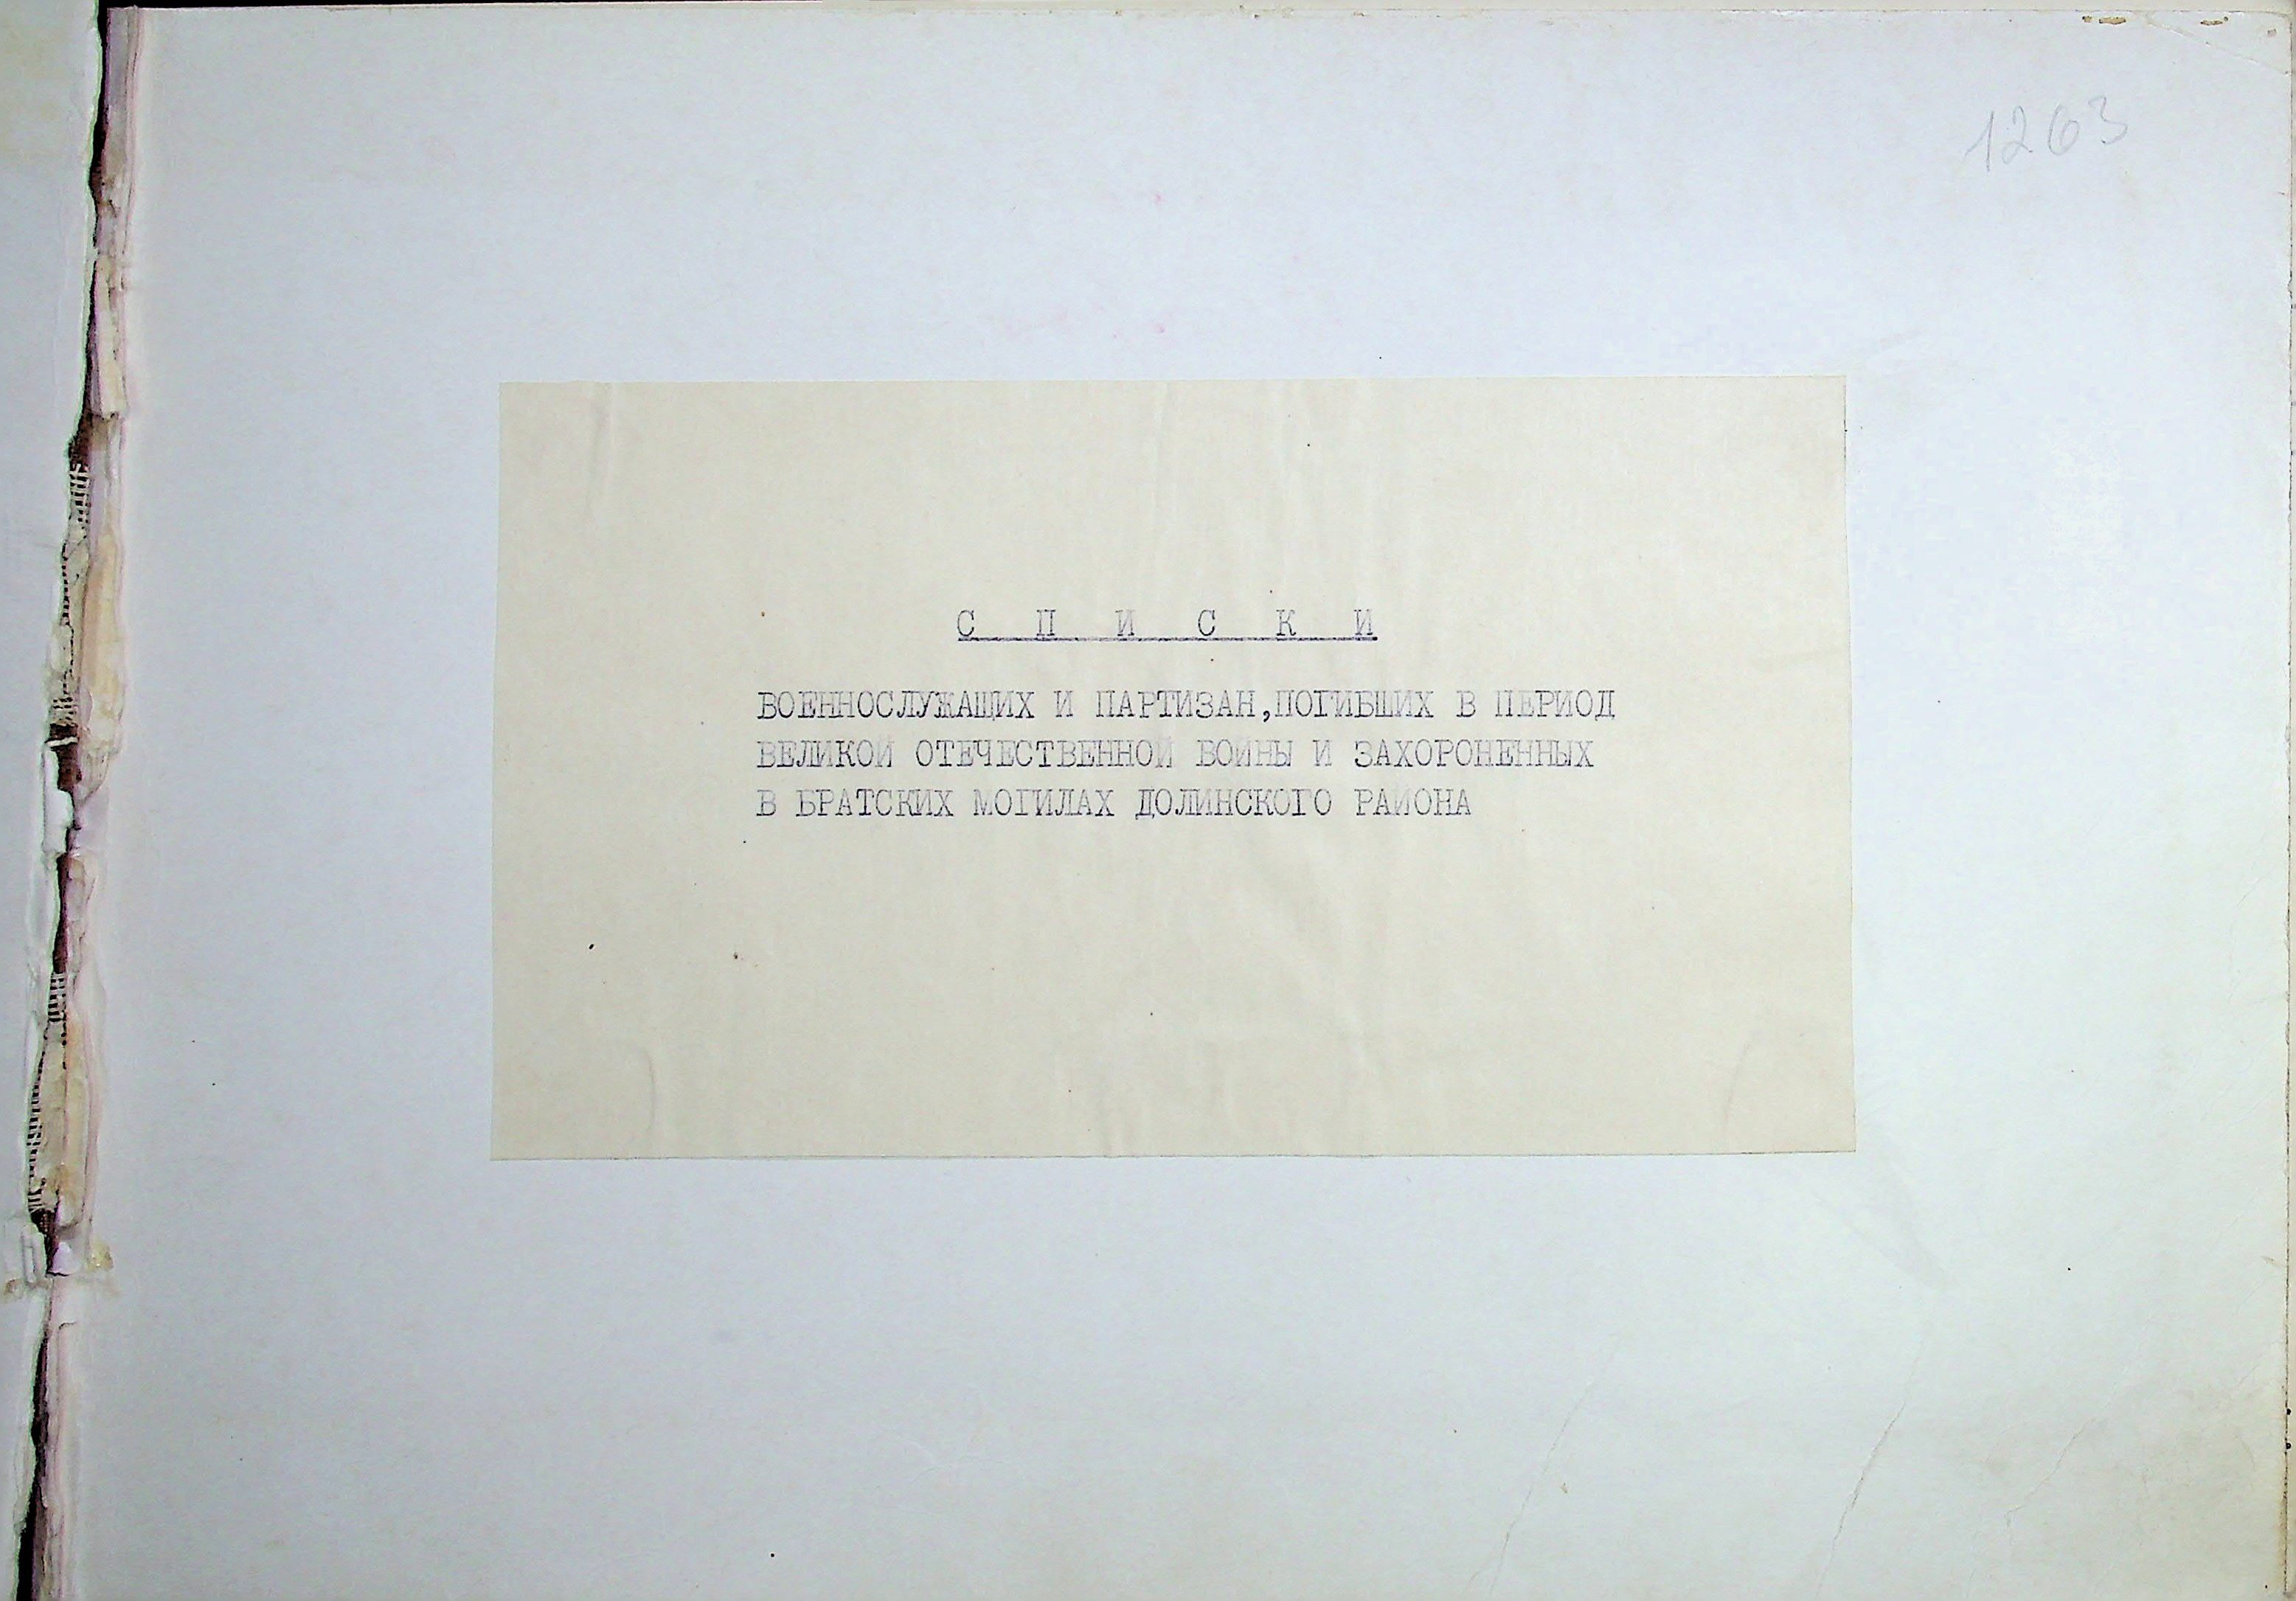 1263
С П И С К И
ВОЕННОСЛУЖАЩИХ И ПАРТИЗАН,ПОГИБШИХ В ПЕРИОД
ВЕЛИКОЙ ОТЕЧЕСТВЕННОЙ ВОЙНЫ И ЗАХОРОНЕННЫХ
В БРАТСКИХ МОГИЛАХ ДОЛИНСКОГО РАЙОНА